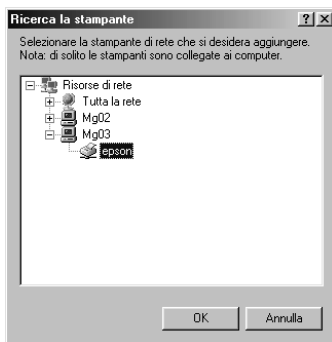 Ricerca la stampante
Selezionare la stampante di rete che si desidera aggiungere.
Nota: di solito le stampanti sono collegate ai computer.
Risorse di rete
Tutta la rete
Mg02
Mg03
epson
OK
Annulla